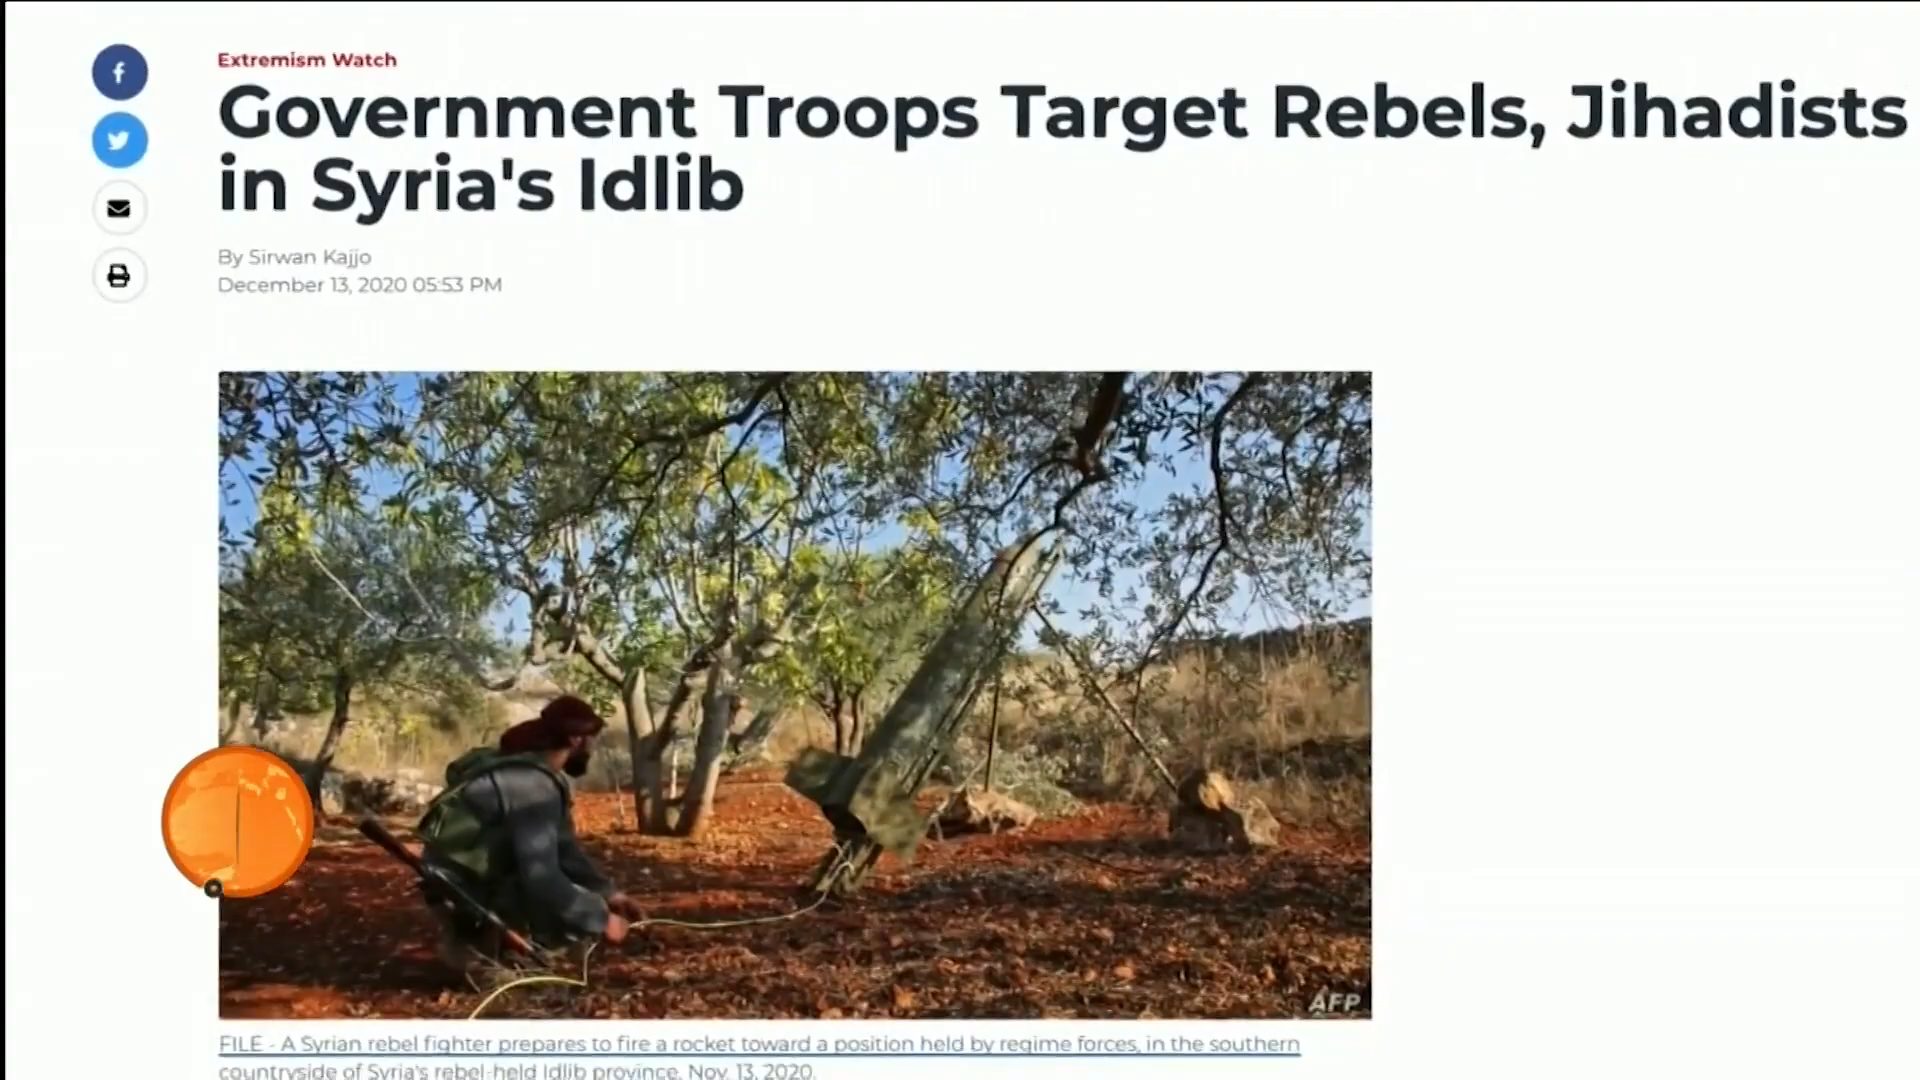 Extremism Watch
Government Troops Target Rebels, Jihadists
in Syria's Idlib
By Sirwan Kajjo
December 13, 2020 05:53 PM
AFP
FILE - A Syrian rebel fighter prepares to fire a rocket toward a position held by regime forces, in the southern
countryside of Syria's rebel-held Idlib province, Nov. 13, 2020.